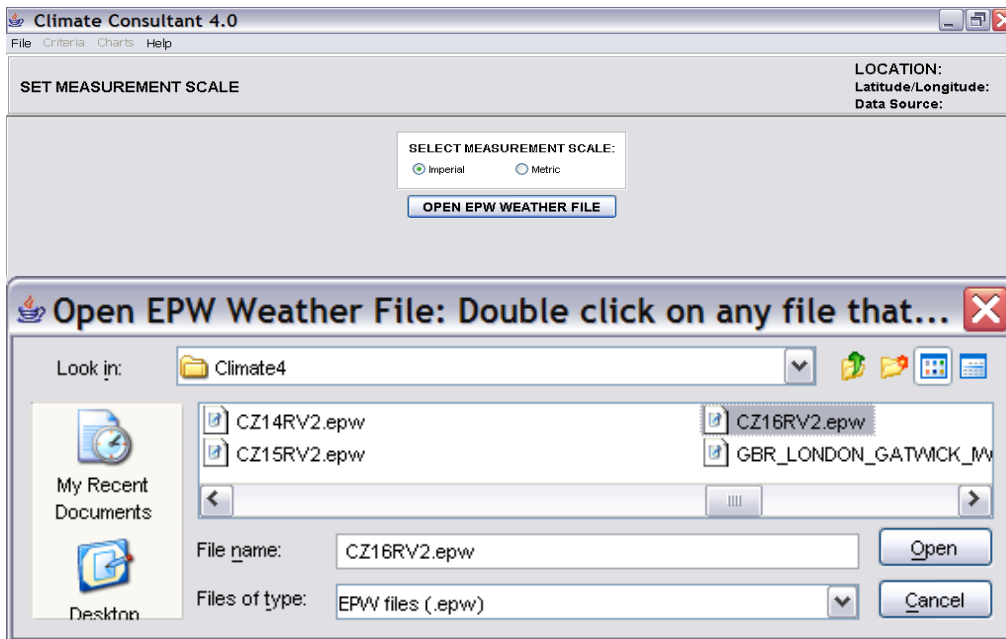 Climate Consultant 4.0
File Criteria Charts Help
SET MEASUREMENT SCALE
LOCATION:
Latitude/Longitude:
Data Source:
SELECT MEASUREMENT SCALE:
Imperial Metric
OPEN EPW WEATHER FILE
Open EPW Weather File: Double click on any file that...
Look in: Climate4
CZ14RV2.epw CZ16RV2.epw
CZ15RV2.epw GBR_LONDON_GATWICK_IW
My Recent
Documents
Desktop
File name: CZ16RV2.epw Open
Files of type: EPW files (.epw) Cancel